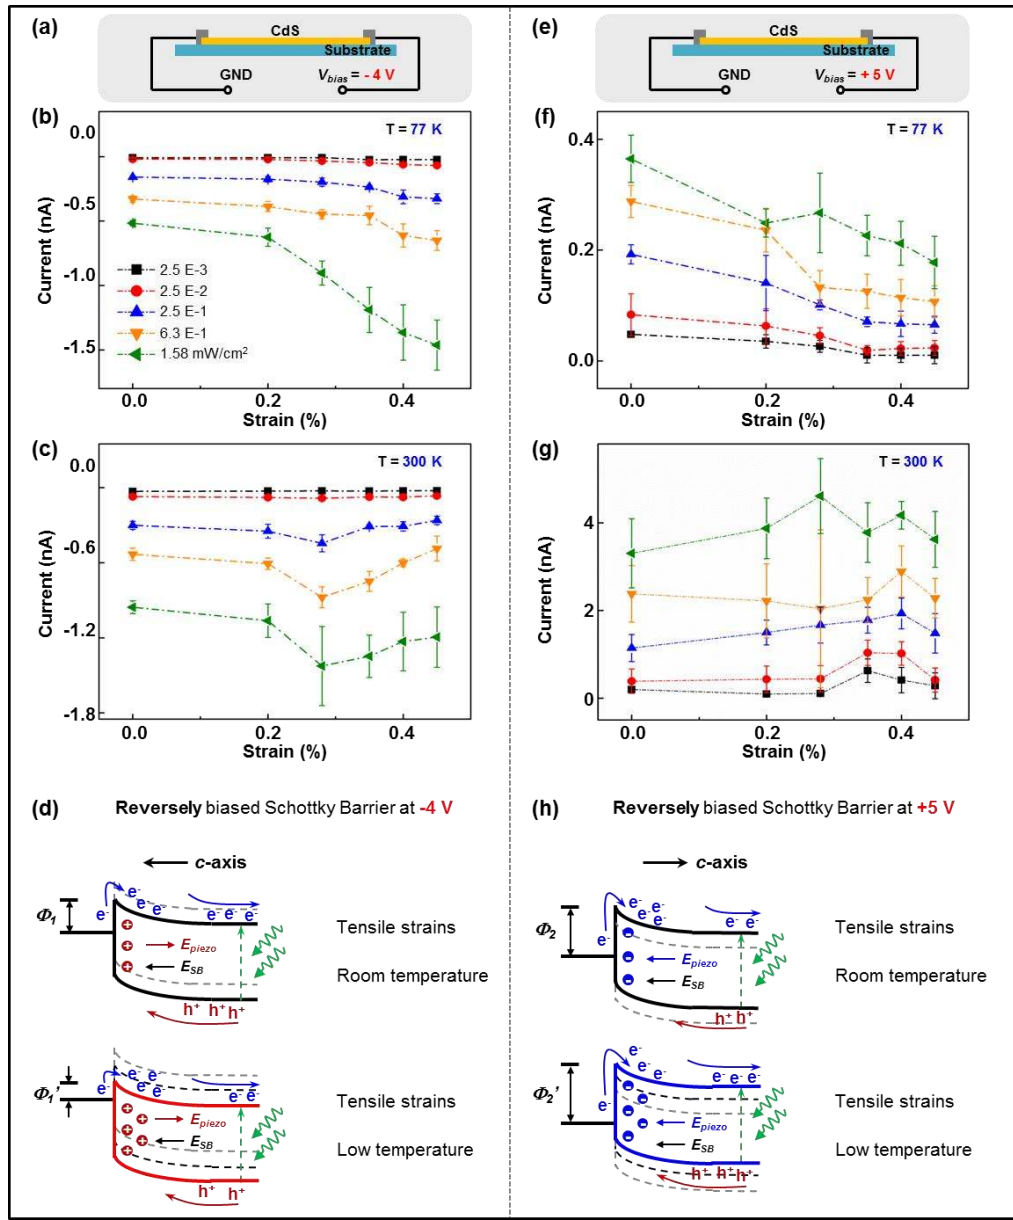 (a)
CdS
Substrate
GND
Vbias = - 4 V
(b)
T = 77 K
0.0
-0.5
-1.0
-1.5
Current (nA)
2.5 E-3
2.5 E-2
2.5 E-1
6.3 E-1
1.58 mW/cm²
0.0 0.2 0.4
Strain (%)
(c)
T = 300 K
0.0
-0.6
-1.2
-1.8
Current (nA)
0.0 0.2 0.4
Strain (%)
(d)
Reversely biased Schottky Barrier at -4 V
c-axis
e- e- e- e- e- e- e-
Φ1
Epiezo
ESB
h+ h+ h+
Tensile strains
Room temperature
e- e- e- e- e- e-
Φ1'
Epiezo
ESB
h+ h+
Tensile strains
Low temperature
(e)
CdS
Substrate
GND
Vbias = + 5 V
(f)
T = 77 K
0.4
0.2
0.0
Current (nA)
0.0 0.2 0.4
Strain (%)
(g)
T = 300 K
4
2
0
Current (nA)
0.0 0.2 0.4
Strain (%)
(h)
Reversely biased Schottky Barrier at +5 V
c-axis
e- e- e- e- e- e- e- e-
Φ2
Epiezo
ESB
h+ h+
Tensile strains
Room temperature
e- e- e- e- e- e- e- e-
Φ2'
Epiezo
ESB
h+ h+ h+
Tensile strains
Low temperature